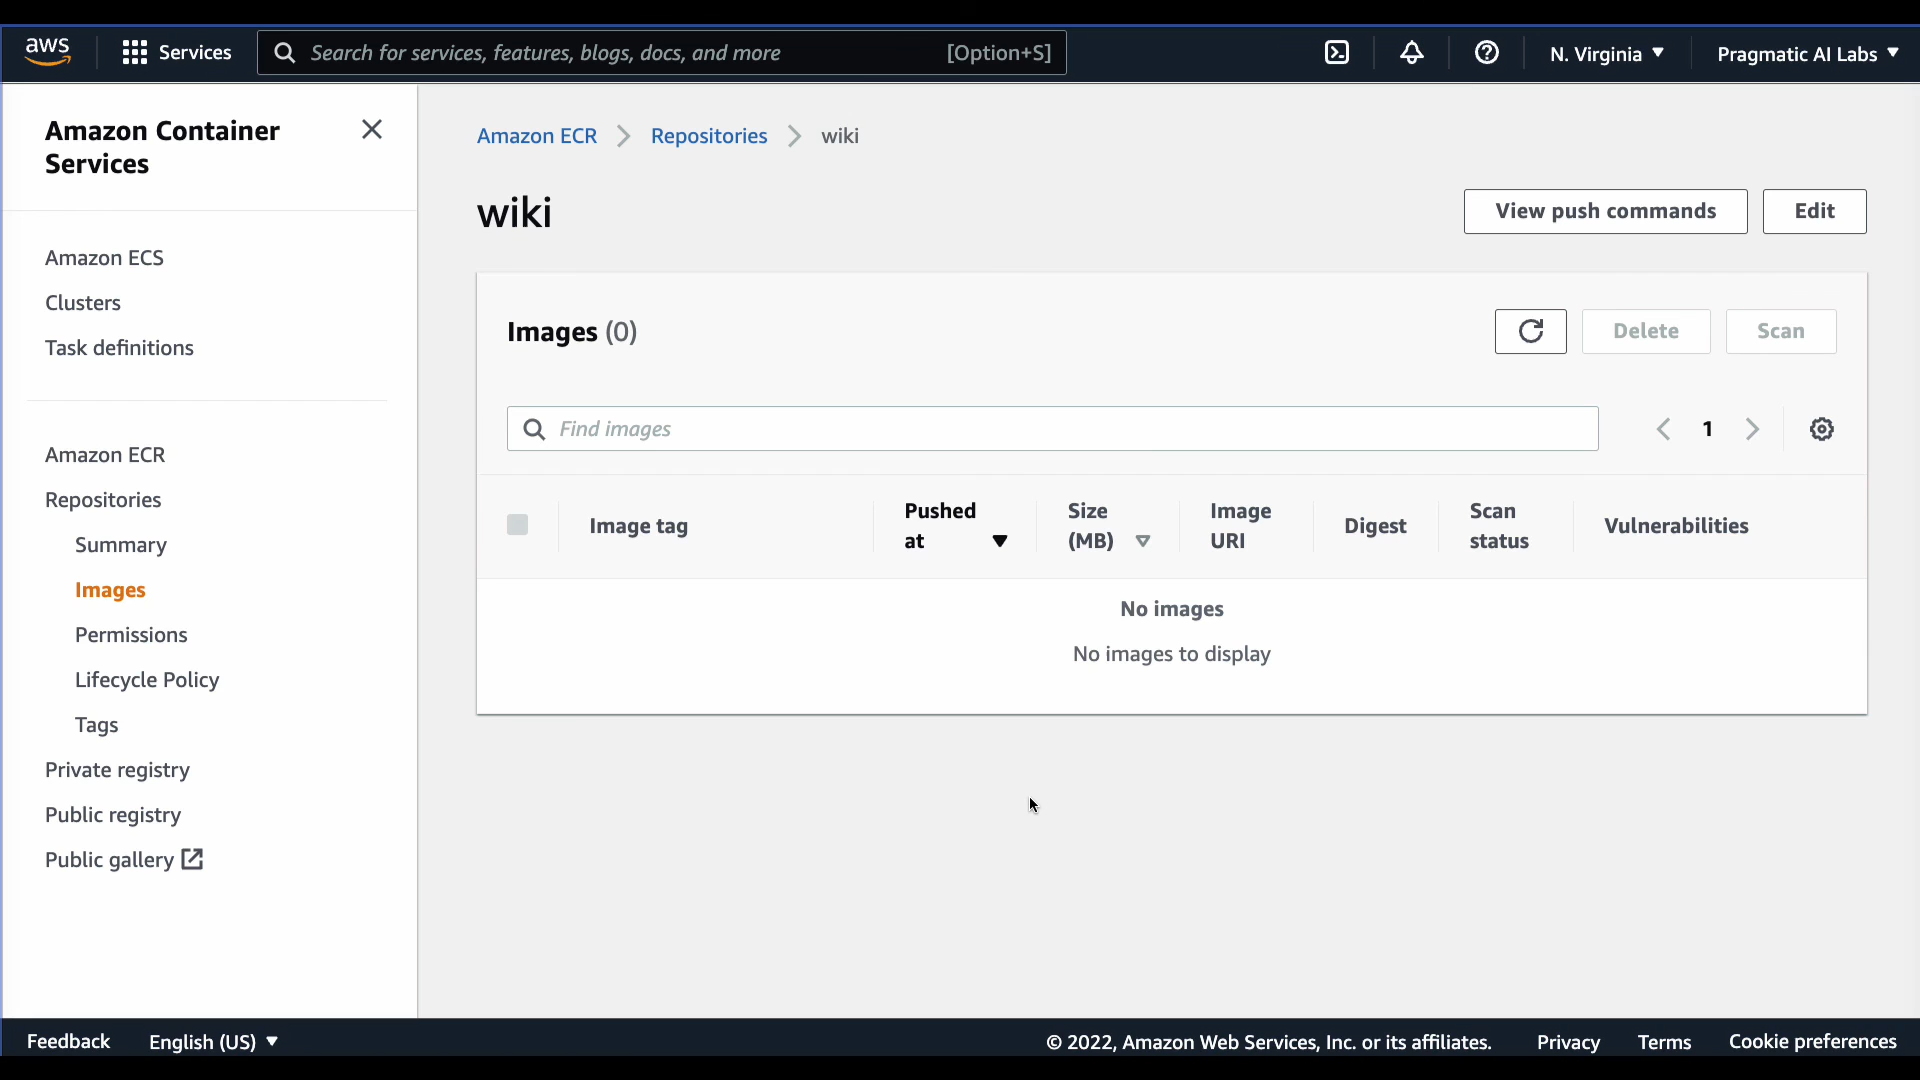 aws
Services
Search for services, features, blogs, docs, and more
[Option+S]
N. Virginia
Pragmatic AI Labs
Amazon Container
Services
Amazon ECS
Clusters
Task definitions
Amazon ECR
Repositories
Summary
Images
Permissions
Lifecycle Policy
Tags
Private registry
Public registry
Public gallery
Amazon ECR
Repositories
wiki
wiki
View push commands
Edit
Images (0)
Delete
Scan
Find images
1
Image tag
Pushed
at
Size
(MB)
Image
URI
Digest
Scan
status
Vulnerabilities
No images
No images to display
Feedback
English (US)
© 2022, Amazon Web Services, Inc. or its affiliates.
Privacy
Terms
Cookie preferences